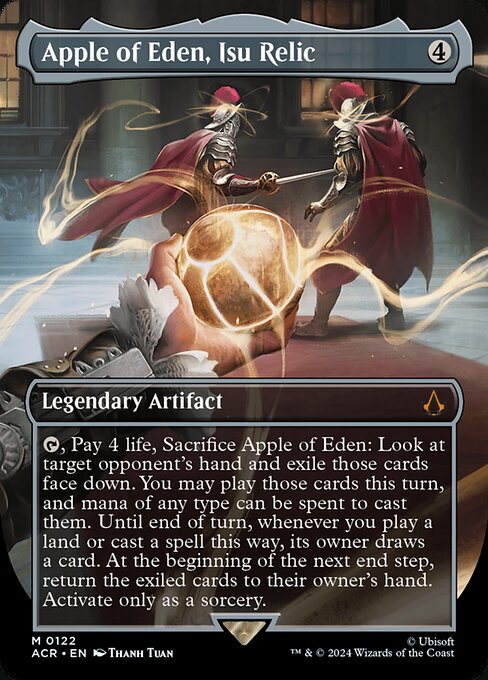 Apple of Eden, Isu Relic 4
Legendary Artifact
, Pay 4 life, Sacrifice Apple of Eden: Look at
target opponent's hand and exile those cards
face down. You may play those cards this turn,
and mana of any type can be spent to cast
them. Until end of turn, whenever you play a
land or cast a spell this way, its owner draws
a card. At the beginning of the next end step,
return the exiled cards to their owner's hand.
Activate only as a sorcery.
M 0122
ACR • EN Thanh Tuan
© Ubisoft
™ & © 2024 Wizards of the Coast